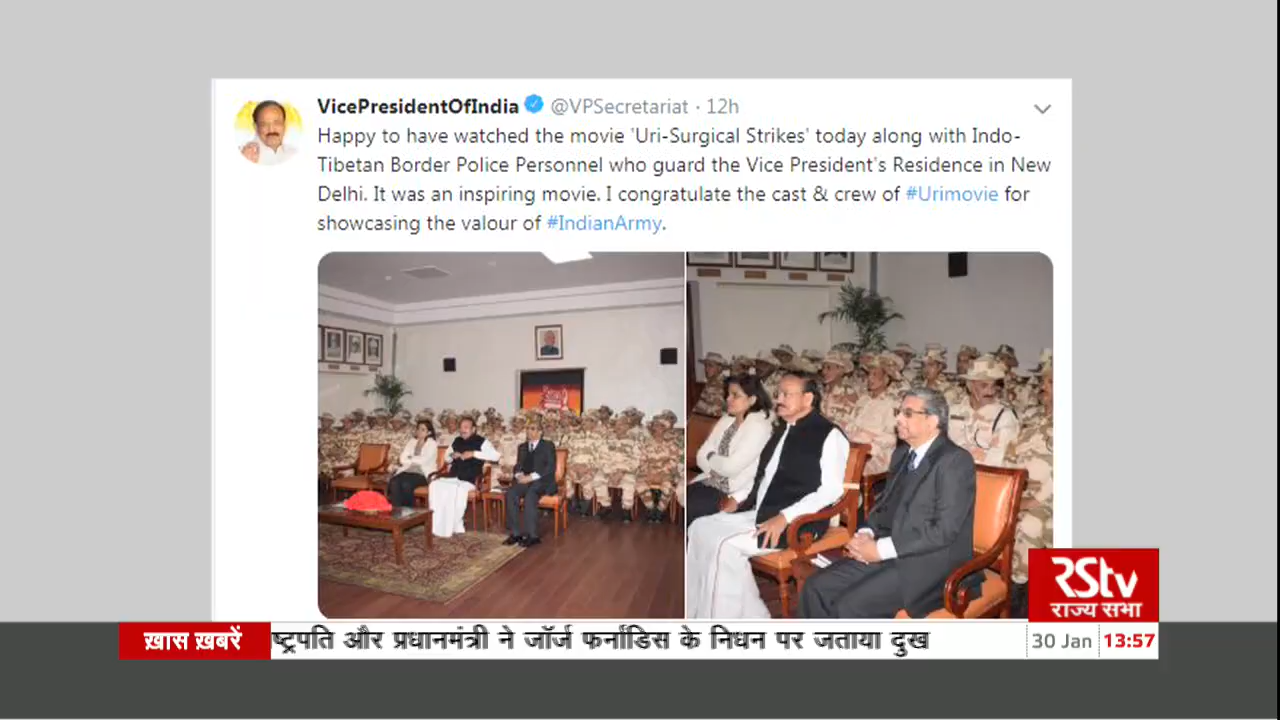 VicePresidentOfIndia @VPSecretariat · 12h
Happy to have watched the movie 'Uri-Surgical Strikes' today along with Indo-
Tibetan Border Police Personnel who guard the Vice President's Residence in New
Delhi. It was an inspiring movie. I congratulate the cast & crew of #Urimovie for
showcasing the valour of #IndianArmy.
RSTV
राज्य सभा
ख़ास ख़बरें
ष्ट्रपति और प्रधानमंत्री ने जॉर्ज फर्नांडिस के निधन पर जताया दुख
30 Jan 13:57